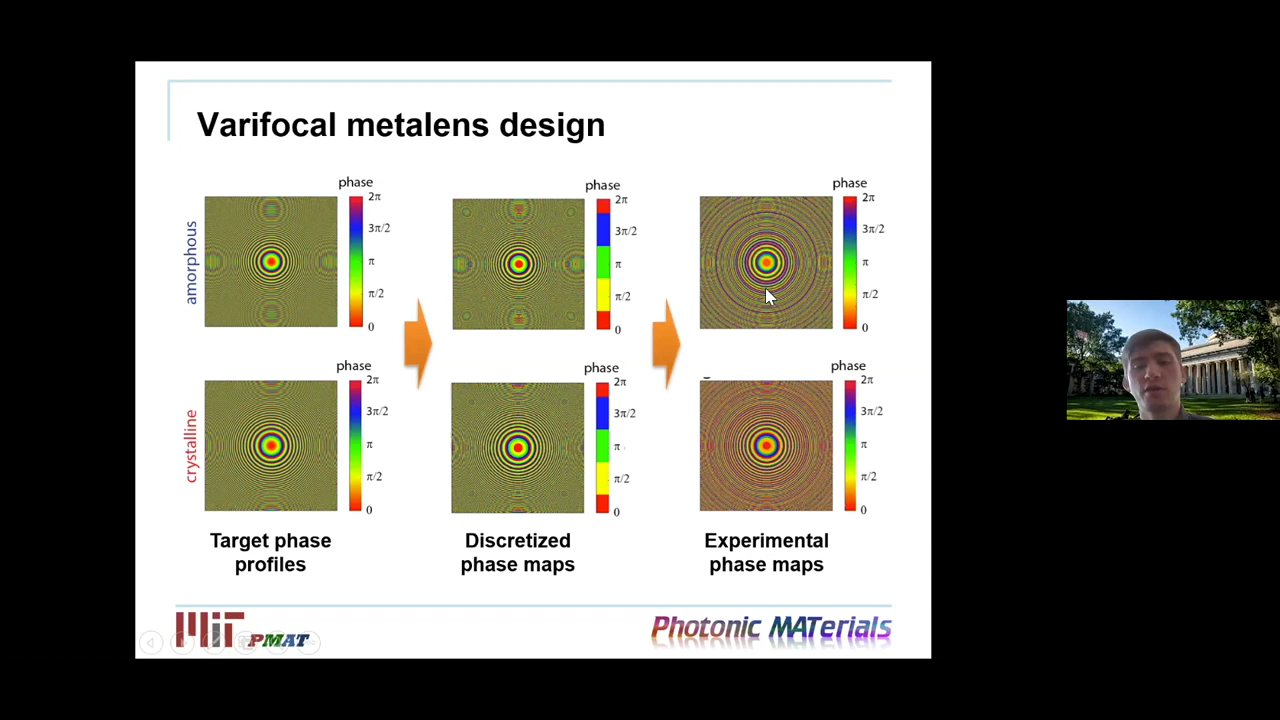 Varifocal metalens design
amorphous
phase
2π
3π/2
π
π/2
0
phase
2π
3π/2
π
π/2
0
phase
2π
3π/2
π
π/2
0
crystalline
phase
2π
3π/2
π
π/2
0
phase
2π
3π/2
π
π/2
0
phase
2π
3π/2
π
π/2
0
Target phase
profiles
Discretized
phase maps
Experimental
phase maps
MIT PMAT
Photonic MATerials